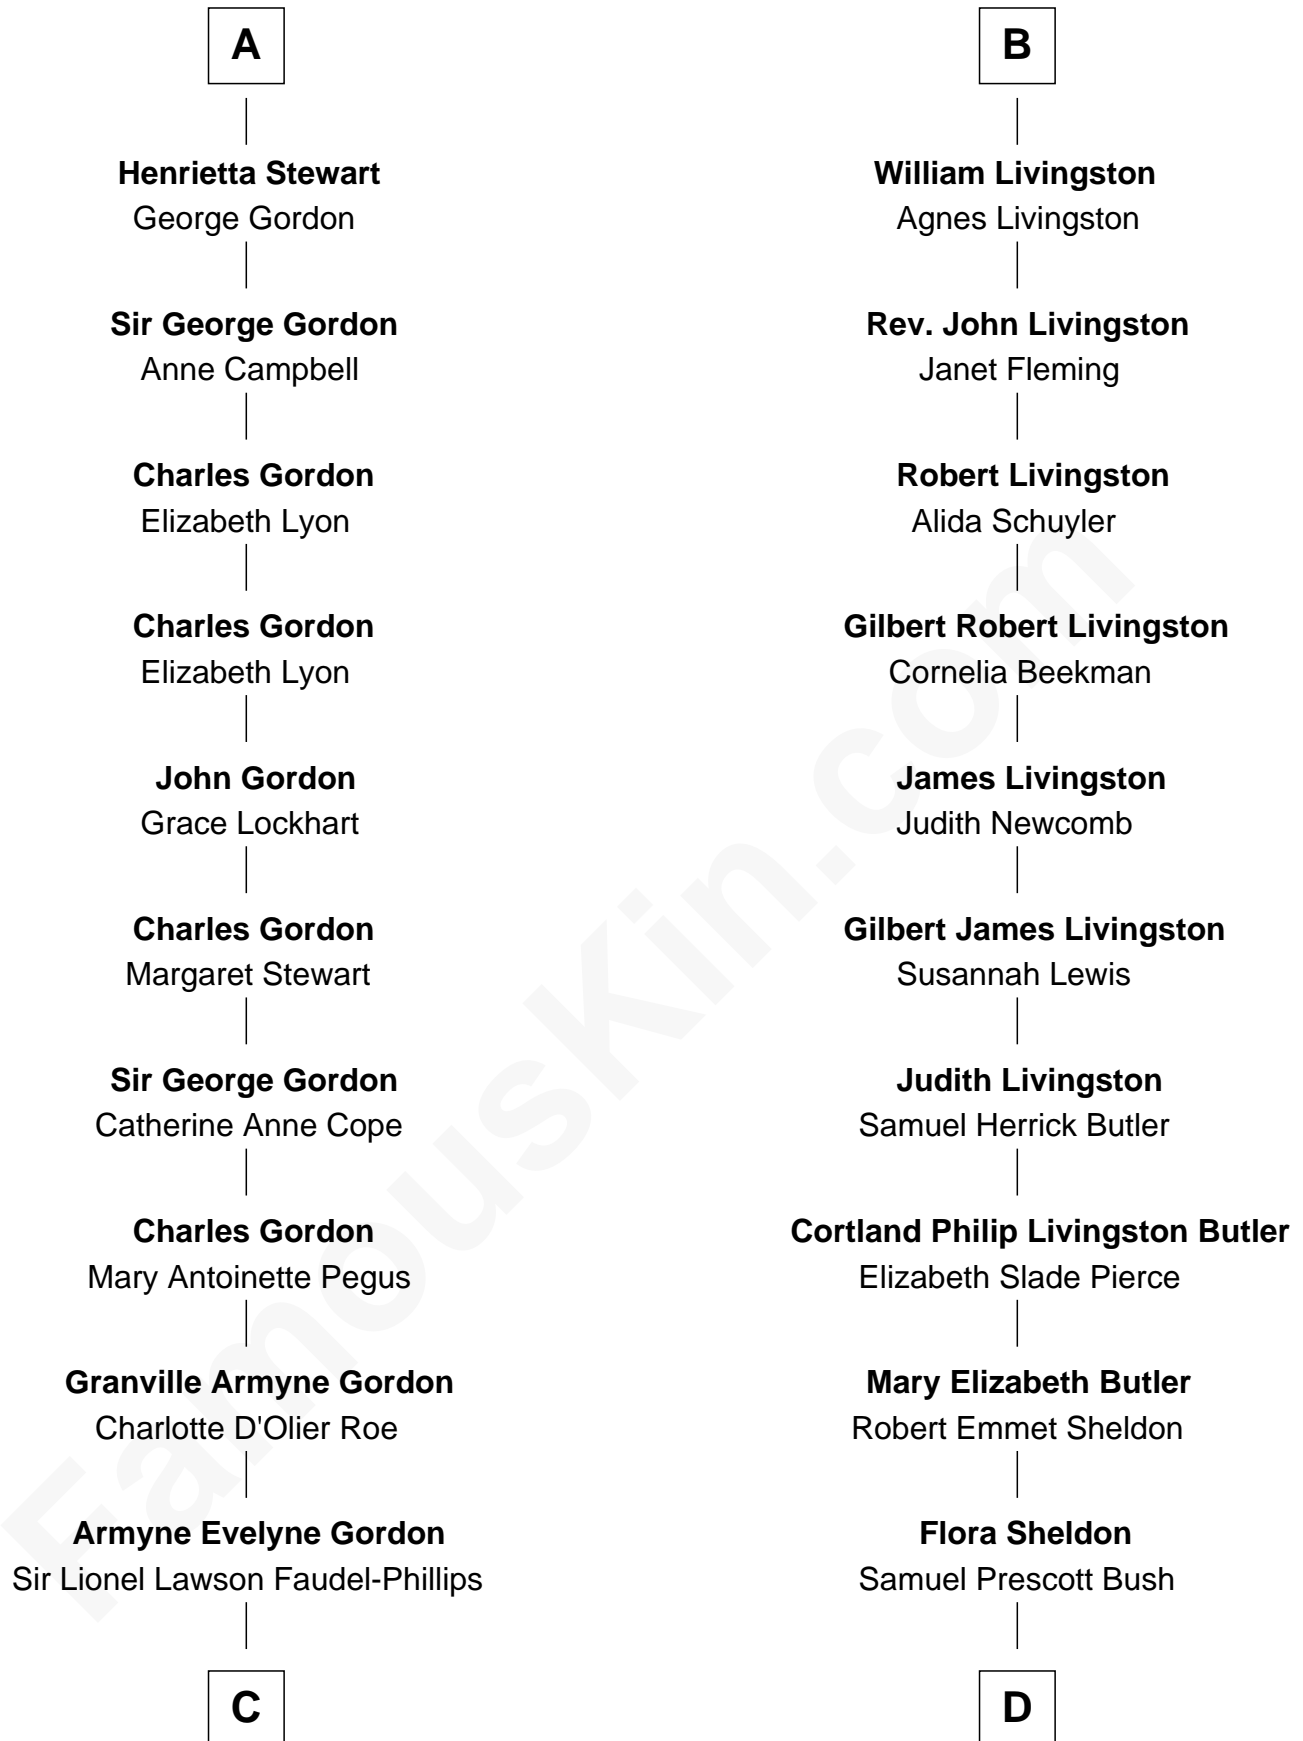 A
Henrietta Stewart
George Gordon
Sir George Gordon
Anne Campbell
Charles Gordon
Elizabeth Lyon
Charles Gordon
Elizabeth Lyon
John Gordon
Grace Lockhart
Charles Gordon
Margaret Stewart
Sir George Gordon
Catherine Anne Cope
Charles Gordon
Mary Antoinette Pegus
Granville Armyne Gordon
Charlotte D'Olier Roe
Armyne Evelyne Gordon
Sir Lionel Lawson Faudel-Phillips
C
B
William Livingston
Agnes Livingston
Rev. John Livingston
Janet Fleming
Robert Livingston
Alida Schuyler
Gilbert Robert Livingston
Cornelia Beekman
James Livingston
Judith Newcomb
Gilbert James Livingston
Susannah Lewis
Judith Livingston
Samuel Herrick Butler
Cortland Philip Livingston Butler
Elizabeth Slade Pierce
Mary Elizabeth Butler
Robert Emmet Sheldon
Flora Sheldon
Samuel Prescott Bush
D
FamousKin.com